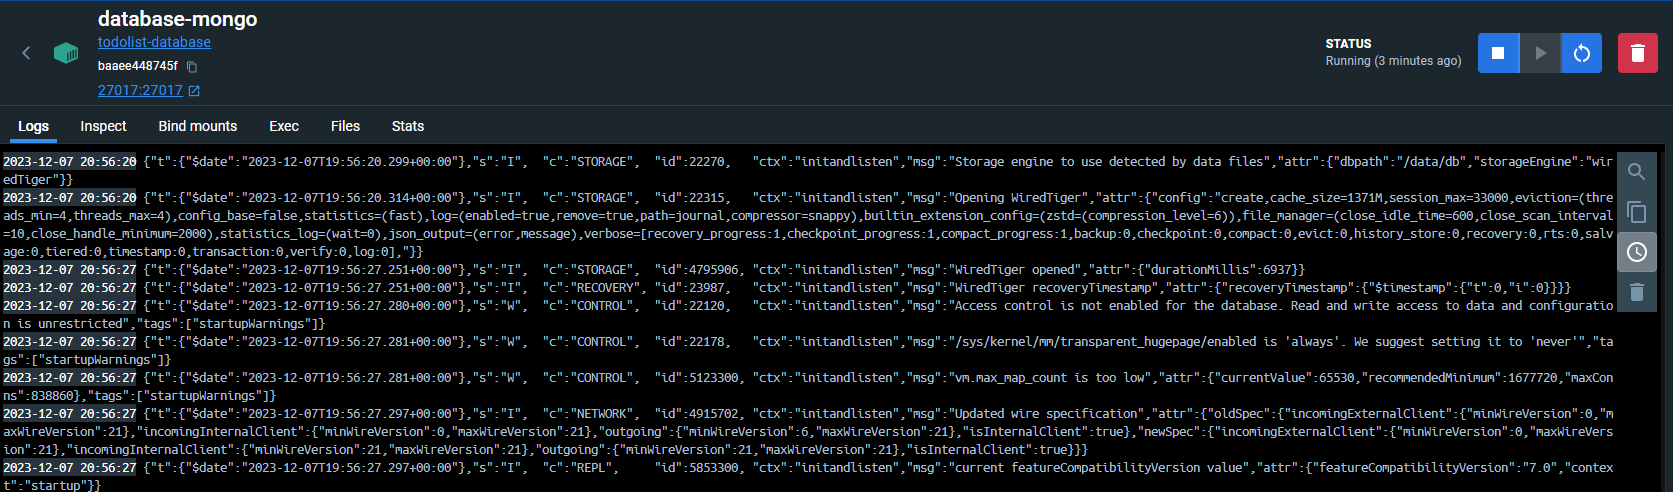 database-mongo
todolist-database
baaee448745f
27017:27017
STATUS
Running (3 minutes ago)
Logs Inspect Bind mounts Exec Files Stats
2023-12-07 20:56:20 {"t":{"$date":"2023-12-07T19:56:20.299+00:00"},"s":"I",  "c":"STORAGE",  "id":22270,   "ctx":"initandlisten","msg":"Storage engine to use detected by data files","attr":{"dbpath":"/data/db","storageEngine":"wir
edTiger"}}
2023-12-07 20:56:20 {"t":{"$date":"2023-12-07T19:56:20.314+00:00"},"s":"I",  "c":"STORAGE",  "id":22315,   "ctx":"initandlisten","msg":"Opening WiredTiger","attr":{"config":"create,cache_size=1371M,session_max=33000,eviction=(thre
ads_min=4,threads_max=4),config_base=false,statistics=(fast),log=(enabled=true,remove=true,path=journal,compressor=snappy),builtin_extension_config=(zstd=(compression_level=6)),file_manager=(close_idle_time=600,close_scan_interval
=10,close_handle_minimum=2000),statistics_log=(wait=0),json_output=(error,message),verbose=[recovery_progress:1,checkpoint_progress:1,compact_progress:1,backup:0,checkpoint:0,compact:0,evict:0,history_store:0,recovery:0,rts:0,salv
age:0,tiered:0,timestamp:0,transaction:0,verify:0,log:0],"}}
2023-12-07 20:56:27 {"t":{"$date":"2023-12-07T19:56:27.251+00:00"},"s":"I",  "c":"STORAGE",  "id":4795906, "ctx":"initandlisten","msg":"WiredTiger opened","attr":{"durationMillis":6937}}
2023-12-07 20:56:27 {"t":{"$date":"2023-12-07T19:56:27.251+00:00"},"s":"I",  "c":"RECOVERY", "id":23987,   "ctx":"initandlisten","msg":"WiredTiger recoveryTimestamp","attr":{"recoveryTimestamp":{"$timestamp":{"t":0,"i":0}}}}
2023-12-07 20:56:27 {"t":{"$date":"2023-12-07T19:56:27.280+00:00"},"s":"W",  "c":"CONTROL",  "id":22120,   "ctx":"initandlisten","msg":"Access control is not enabled for the database. Read and write access to data and configuratio
n is unrestricted","tags":["startupWarnings"]}
2023-12-07 20:56:27 {"t":{"$date":"2023-12-07T19:56:27.281+00:00"},"s":"W",  "c":"CONTROL",  "id":22178,   "ctx":"initandlisten","msg":"/sys/kernel/mm/transparent_hugepage/enabled is 'always'. We suggest setting it to 'never'","ta
gs":["startupWarnings"]}
2023-12-07 20:56:27 {"t":{"$date":"2023-12-07T19:56:27.281+00:00"},"s":"W",  "c":"CONTROL",  "id":5123300, "ctx":"initandlisten","msg":"vm.max_map_count is too low","attr":{"currentValue":65530,"recommendedMinimum":1677720,"maxCon
ns":838860},"tags":["startupWarnings"]}
2023-12-07 20:56:27 {"t":{"$date":"2023-12-07T19:56:27.297+00:00"},"s":"I",  "c":"NETWORK",  "id":4915702, "ctx":"initandlisten","msg":"Updated wire specification","attr":{"oldSpec":{"incomingExternalClient":{"minWireVersion":0,"m
axWireVersion":21},"incomingInternalClient":{"minWireVersion":0,"maxWireVersion":21},"outgoing":{"minWireVersion":6,"maxWireVersion":21},"isInternalClient":true},"newSpec":{"incomingExternalClient":{"minWireVersion":0,"maxWireVers
ion":21},"incomingInternalClient":{"minWireVersion":21,"maxWireVersion":21},"outgoing":{"minWireVersion":21,"maxWireVersion":21},"isInternalClient":true}}}
2023-12-07 20:56:27 {"t":{"$date":"2023-12-07T19:56:27.297+00:00"},"s":"I",  "c":"REPL",     "id":5853300, "ctx":"initandlisten","msg":"current featureCompatibilityVersion value","attr":{"featureCompatibilityVersion":"7.0","contex
t":"startup"}}